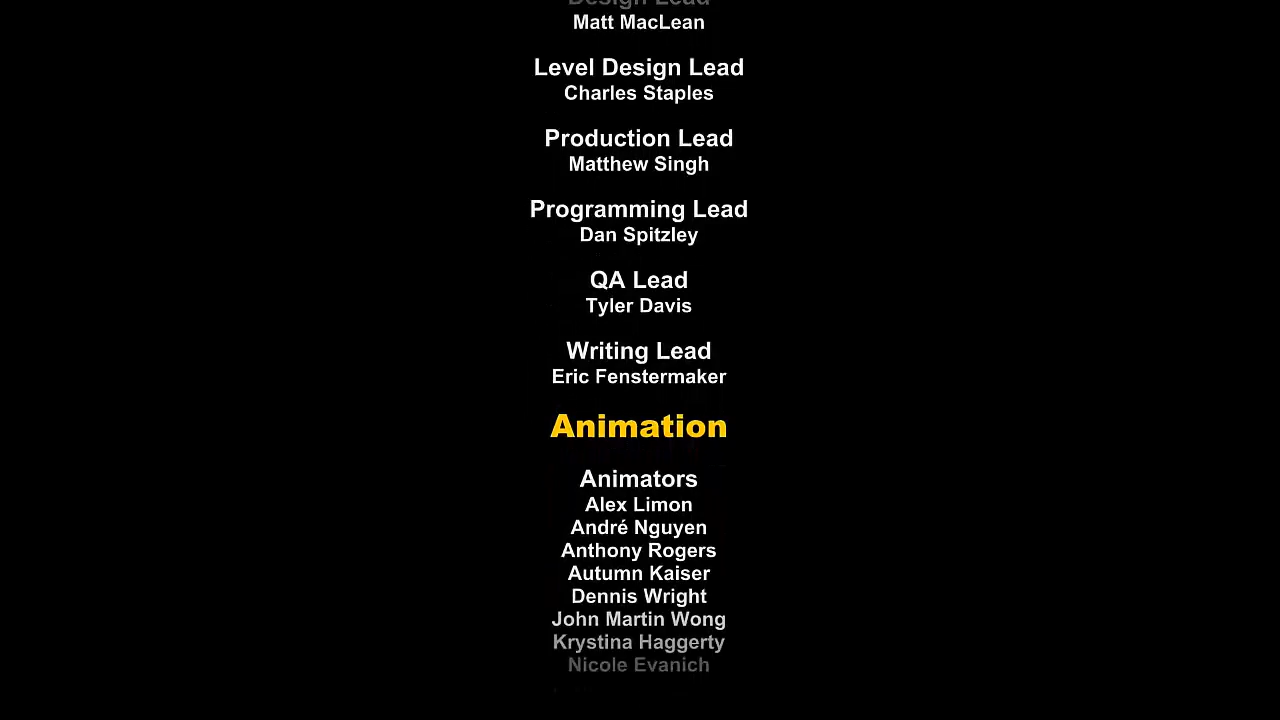 Design Lead
Matt MacLean
Level Design Lead
Charles Staples
Production Lead
Matthew Singh
Programming Lead
Dan Spitzley
QA Lead
Tyler Davis
Writing Lead
Eric Fenstermaker
Animation
Animators
Alex Limon
André Nguyen
Anthony Rogers
Autumn Kaiser
Dennis Wright
John Martin Wong
Krystina Haggerty
Nicole Evanich